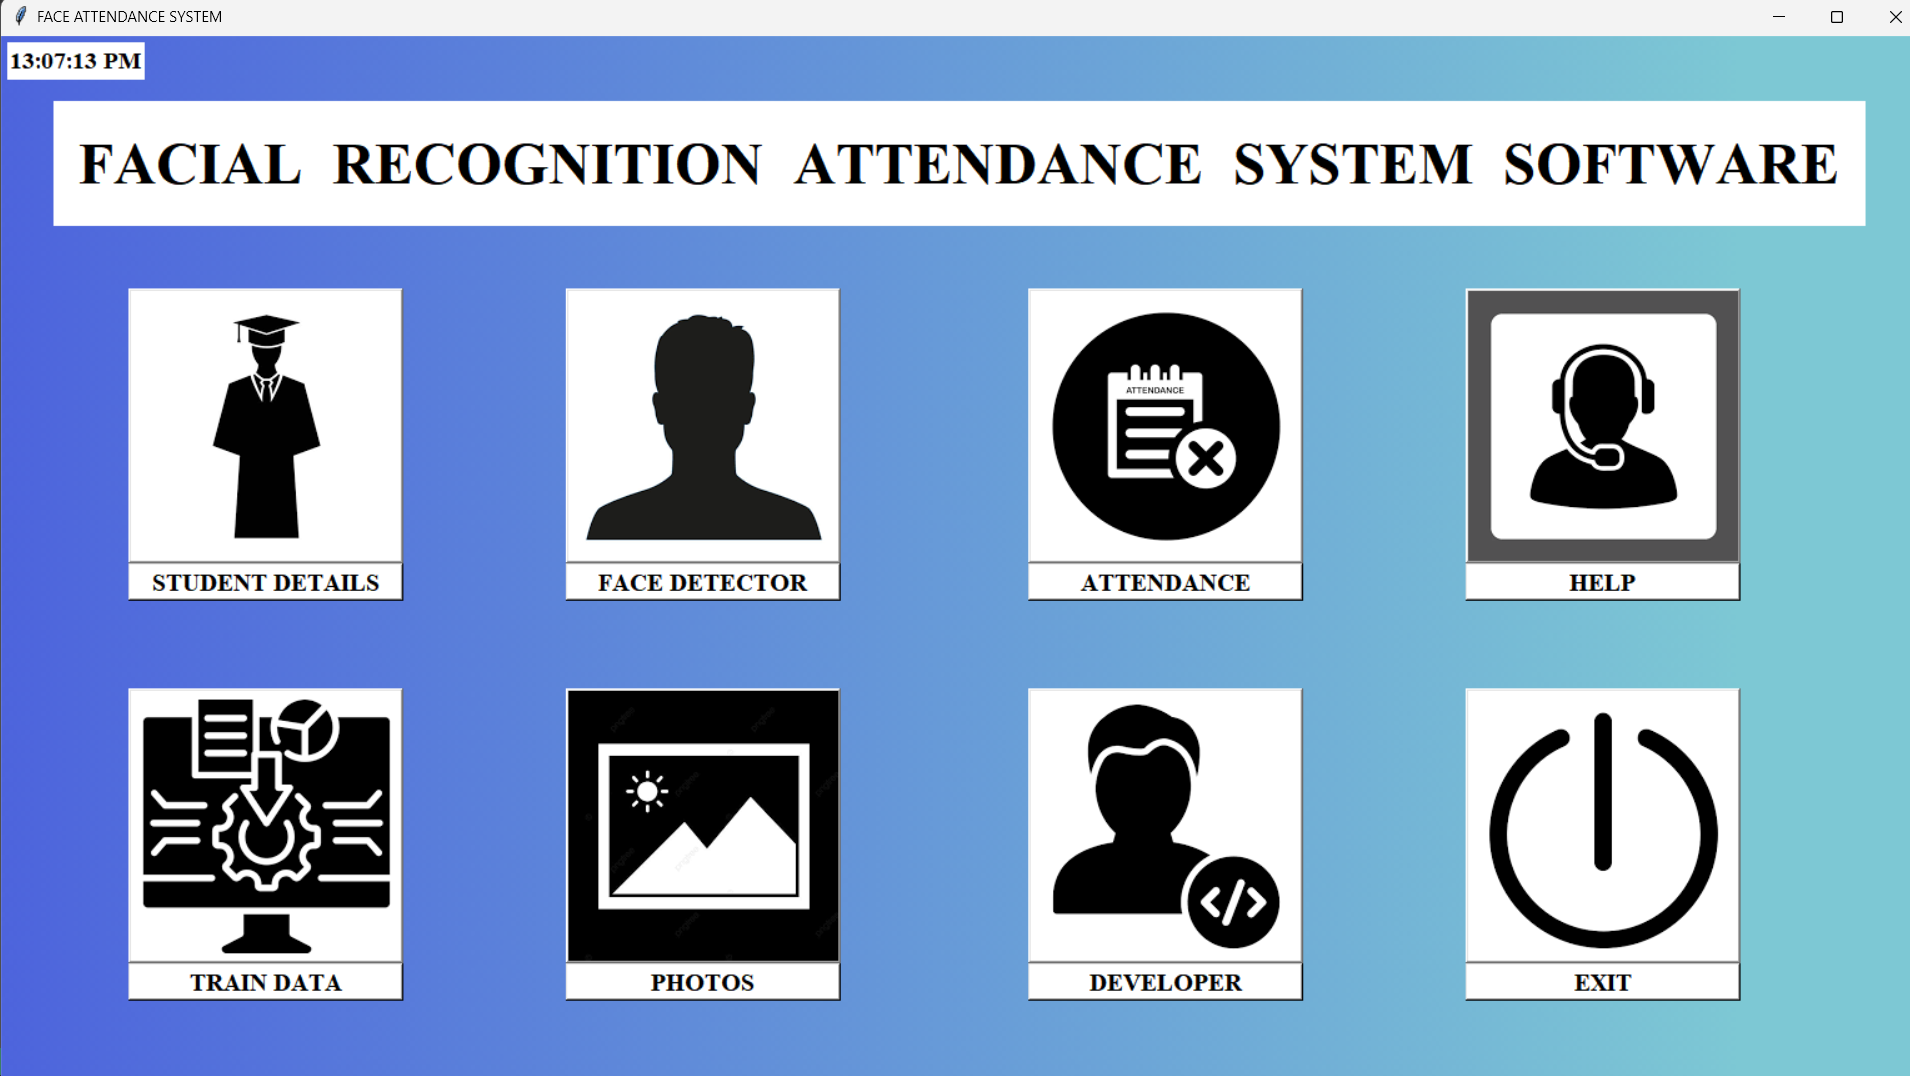 FACE ATTENDANCE SYSTEM
13:07:13 PM
FACIAL RECOGNITION ATTENDANCE SYSTEM SOFTWARE
ATTENDANCE
STUDENT DETAILS
FACE DETECTOR
ATTENDANCE
HELP
</>
TRAIN DATA
PHOTOS
DEVELOPER
EXIT